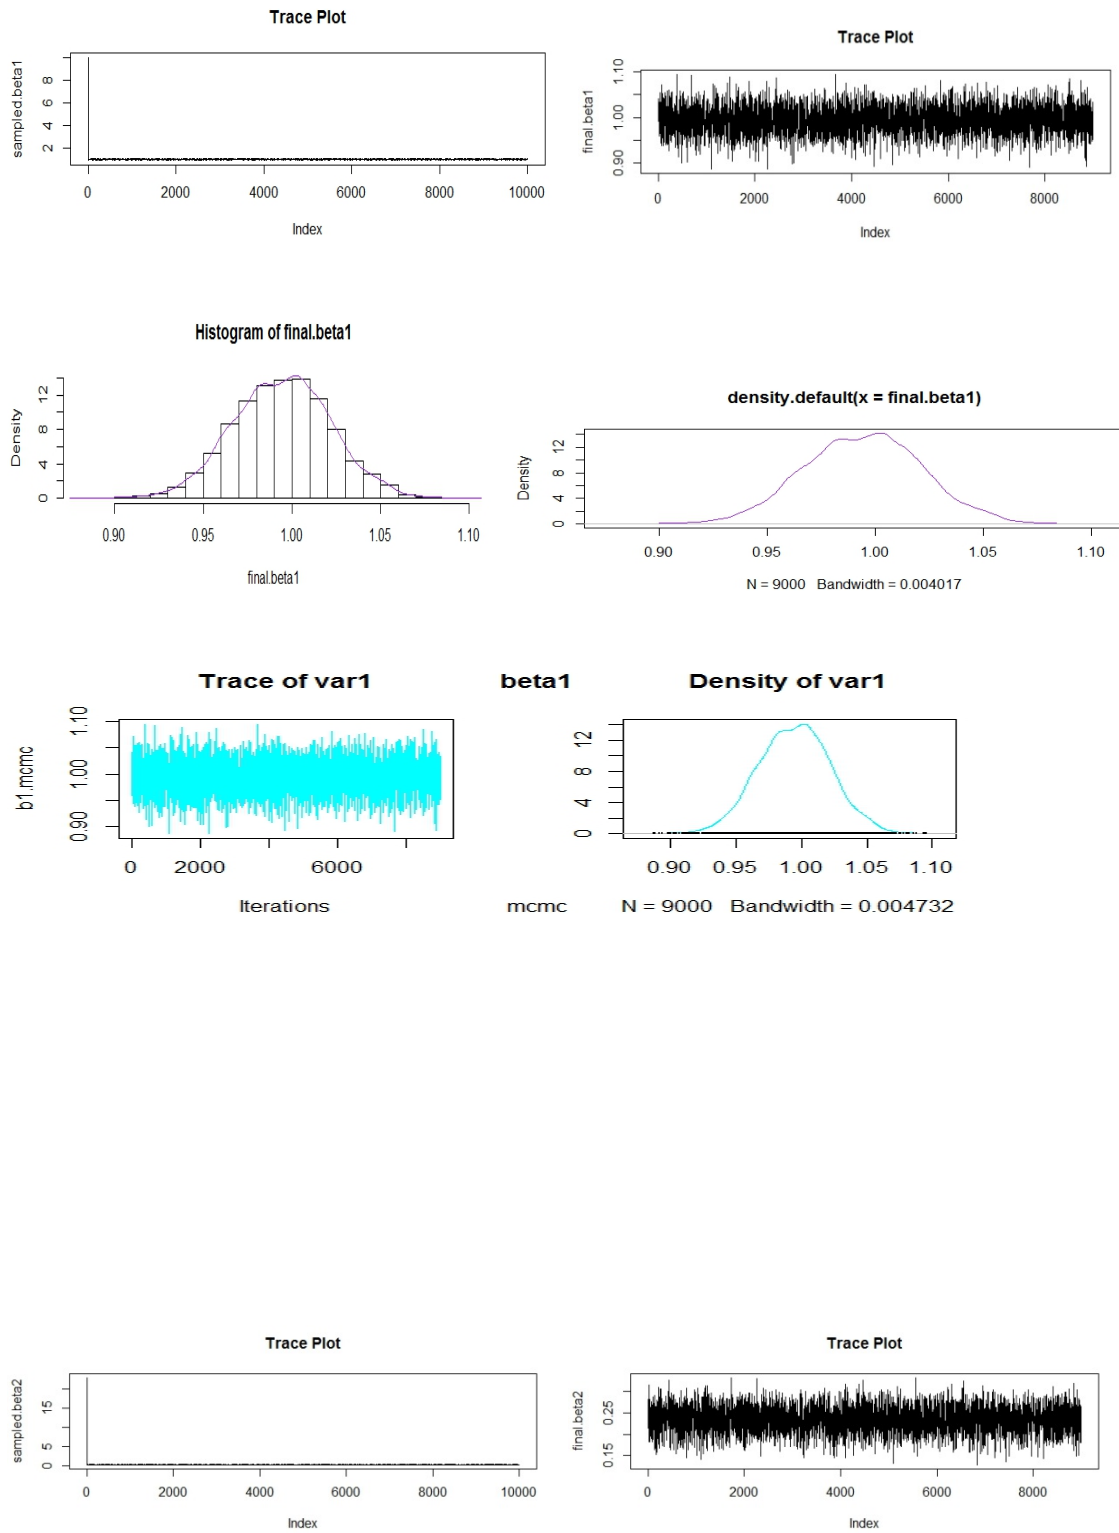 Trace Plot
sampled.beta1
8
6
4
2
0 2000 4000 6000 8000 10000
Index
Trace Plot
final.beta1
1.10
1.00
0.90
0 2000 4000 6000 8000
Index
Histogram of final.beta1
Density
12
8
4
0
0.90 0.95 1.00 1.05 1.10
final.beta1
density.default(x = final.beta1)
Density
12
8
4
0
0.90 0.95 1.00 1.05 1.10
N = 9000 Bandwidth = 0.004017
Trace of var1
b1.mcmc
1.10
1.00
0.90
0 2000 6000
Iterations
beta1
mcmc
Density of var1
12
8
4
0
0.90 0.95 1.00 1.05 1.10
N = 9000 Bandwidth = 0.004732
Trace Plot
sampled.beta2
15
5
0
0 2000 4000 6000 8000 10000
Index
Trace Plot
final.beta2
0.25
0.15
0 2000 4000 6000 8000
Index